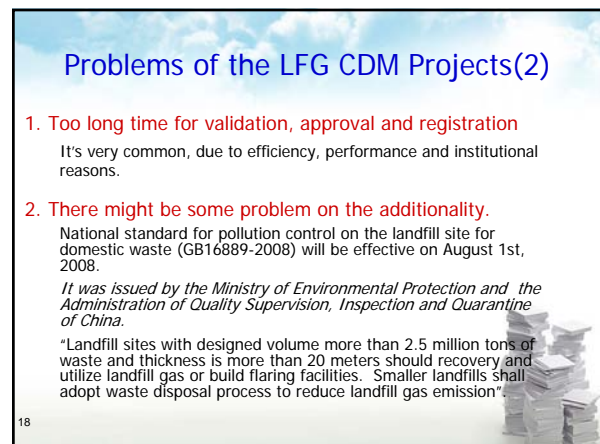 Problems of the LFG CDM Projects(2)
1. Too long time for validation, approval and registration
It's very common, due to efficiency, performance and institutional
reasons.
2. There might be some problem on the additionality.
National standard for pollution control on the landfill site for
domestic waste (GB16889-2008) will be effective on August 1st,
2008.
It was issued by the Ministry of Environmental Protection and the
Administration of Quality Supervision, Inspection and Quarantine
of China.
“Landfill sites with designed volume more than 2.5 million tons of
waste and thickness is more than 20 meters should recovery and
utilize landfill gas or build flaring facilities. Smaller landfills shall
adopt waste disposal process to reduce landfill gas emission”.
18